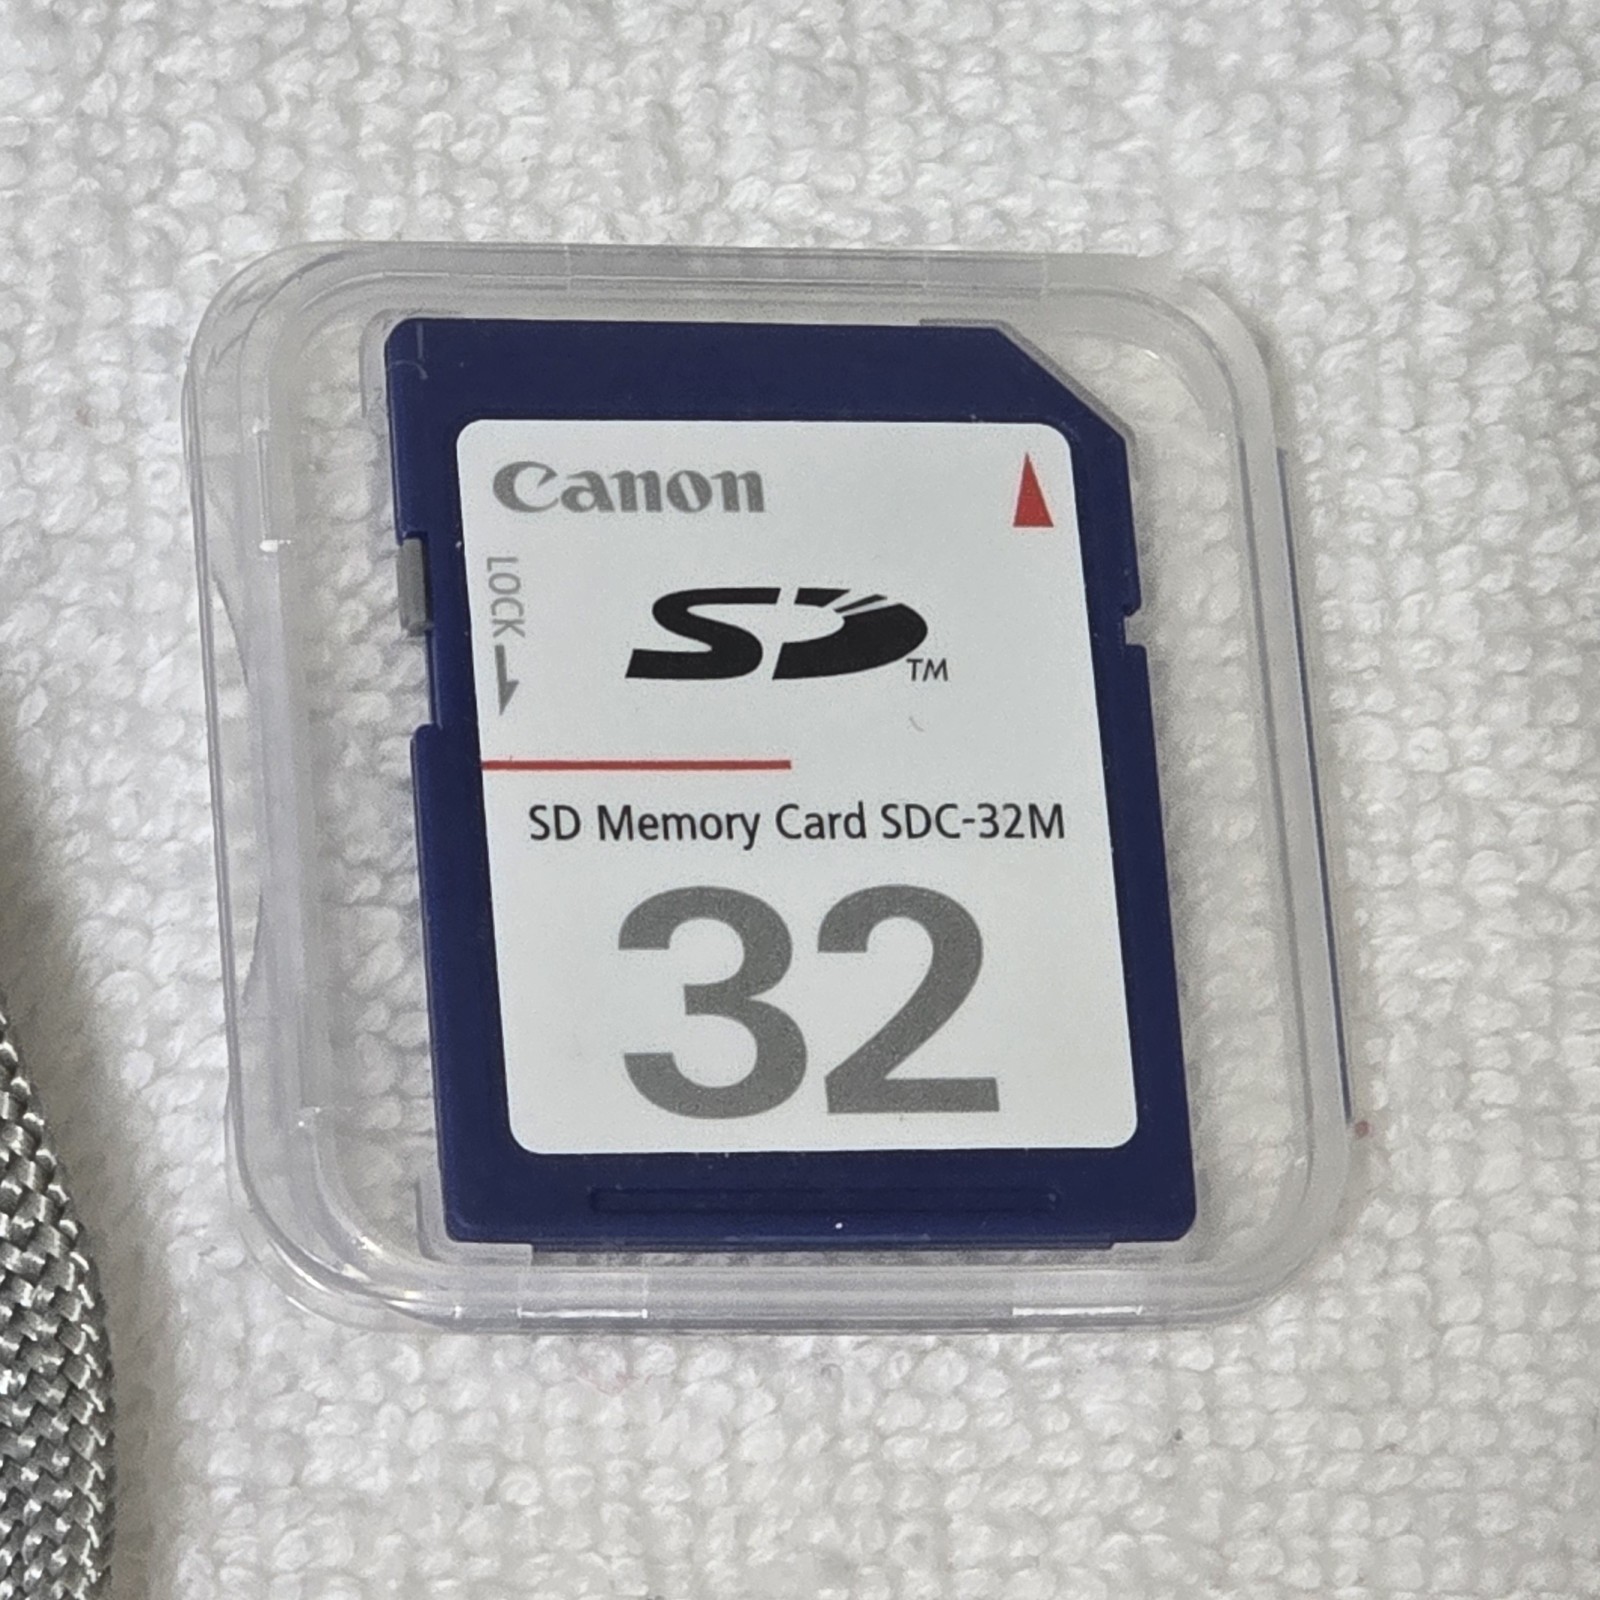 Canon
LOCK
SD TM
SD Memory Card SDC-32M
32